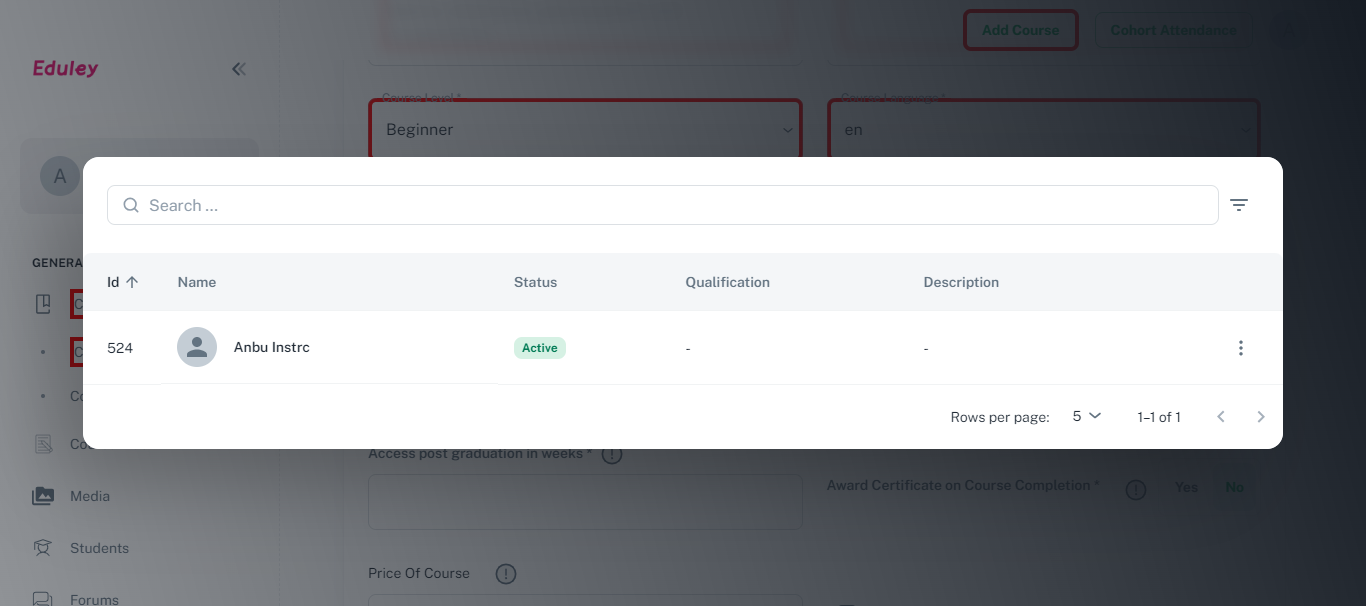 Add Course
Cohort Attendance
Eduley
Course Level *
Course Language *
Beginner
en
A
Search ...
GENERA
Id
Name
Status
Qualification
Description
524
Anbu Instrc
Active
-
-
Co
Rows per page:
5
1–1 of 1
Access post graduation in weeks *
Award Certificate on Course Completion *
Yes
No
Media
Students
Price Of Course
Forums